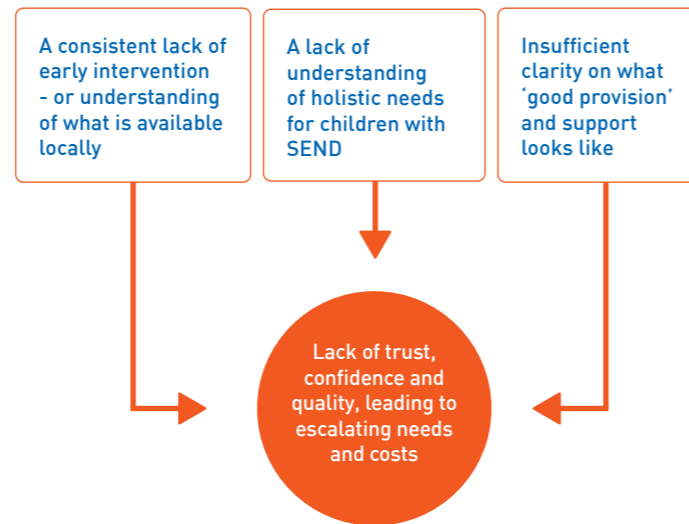 A consistent lack of
early intervention
- or understanding
of what is available
locally
A lack of
understanding
of holistic needs
for children with
SEND
Insufficient
clarity on what
‘good provision’
and support
looks like
Lack of trust,
confidence and
quality, leading to
escalating needs
and costs